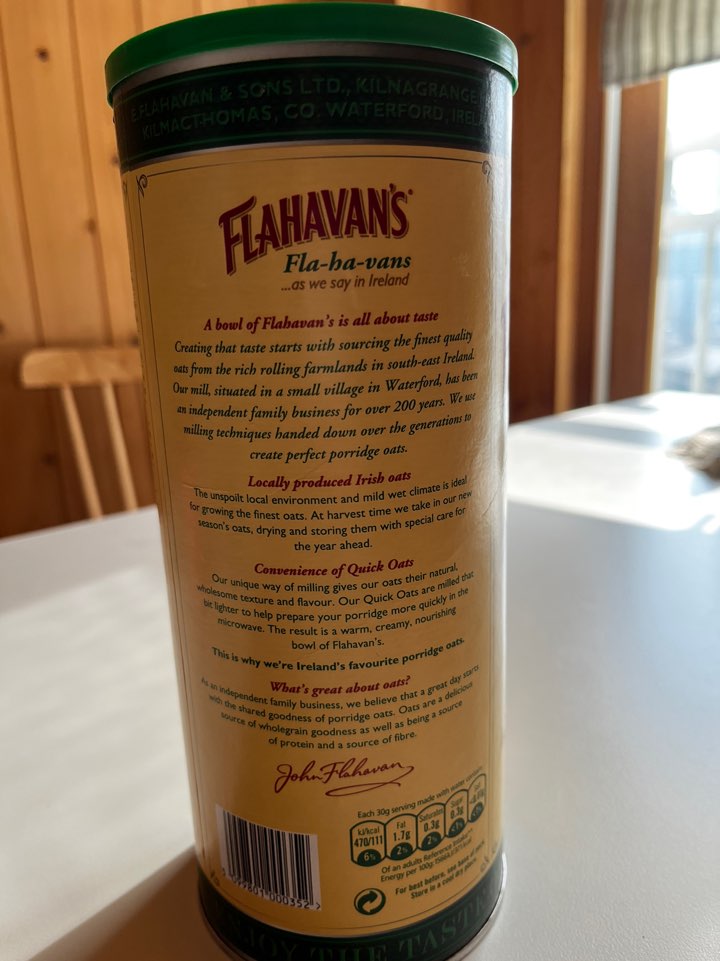 E.FLAHAVAN & SONS LTD., KILNAGRANGE
KILMACTHOMAS, CO. WATERFORD, IREL
FLAHAVAN'S
Fla-ha-vans
...as we say in Ireland
A bowl of Flahavan's is all about taste
Creating that taste starts with sourcing the finest quality
oats from the rich rolling farmlands in south-east Ireland.
Our mill, situated in a small village in Waterford, has been
an independent family business for over 200 years. We use
milling techniques handed down over the generations to
create perfect porridge oats.
Locally produced Irish oats
The unspoilt local environment and mild wet climate is ideal
for growing the finest oats. At harvest time we take in our new
season's oats, drying and storing them with special care for
the year ahead.
Convenience of Quick Oats
Our unique way of milling gives our oats their natural,
wholesome texture and flavour. Our Quick Oats are milled that
bit lighter to help prepare your porridge more quickly in the
microwave. The result is a warm, creamy, nourishing
bowl of Flahavan's.
This is why we're Ireland's favourite porridge oats.
What's great about oats?
As an independent family business, we believe that a great day starts
with the shared goodness of porridge oats. Oats are a delicious
source of wholegrain goodness as well as being a source
of protein and a source of fibre.
John Flahavan
Each 30g serving made with water contains
kJ/kcal Fat Saturates Sugar
470/111 1.7g 0.3g 0.3g
6% 2% 2% <1%
Of an adults Reference Intake
Energy per 100g
For best before, see base of pack.
Store in a cool dry place.
000352
ENJOY THE TASTE